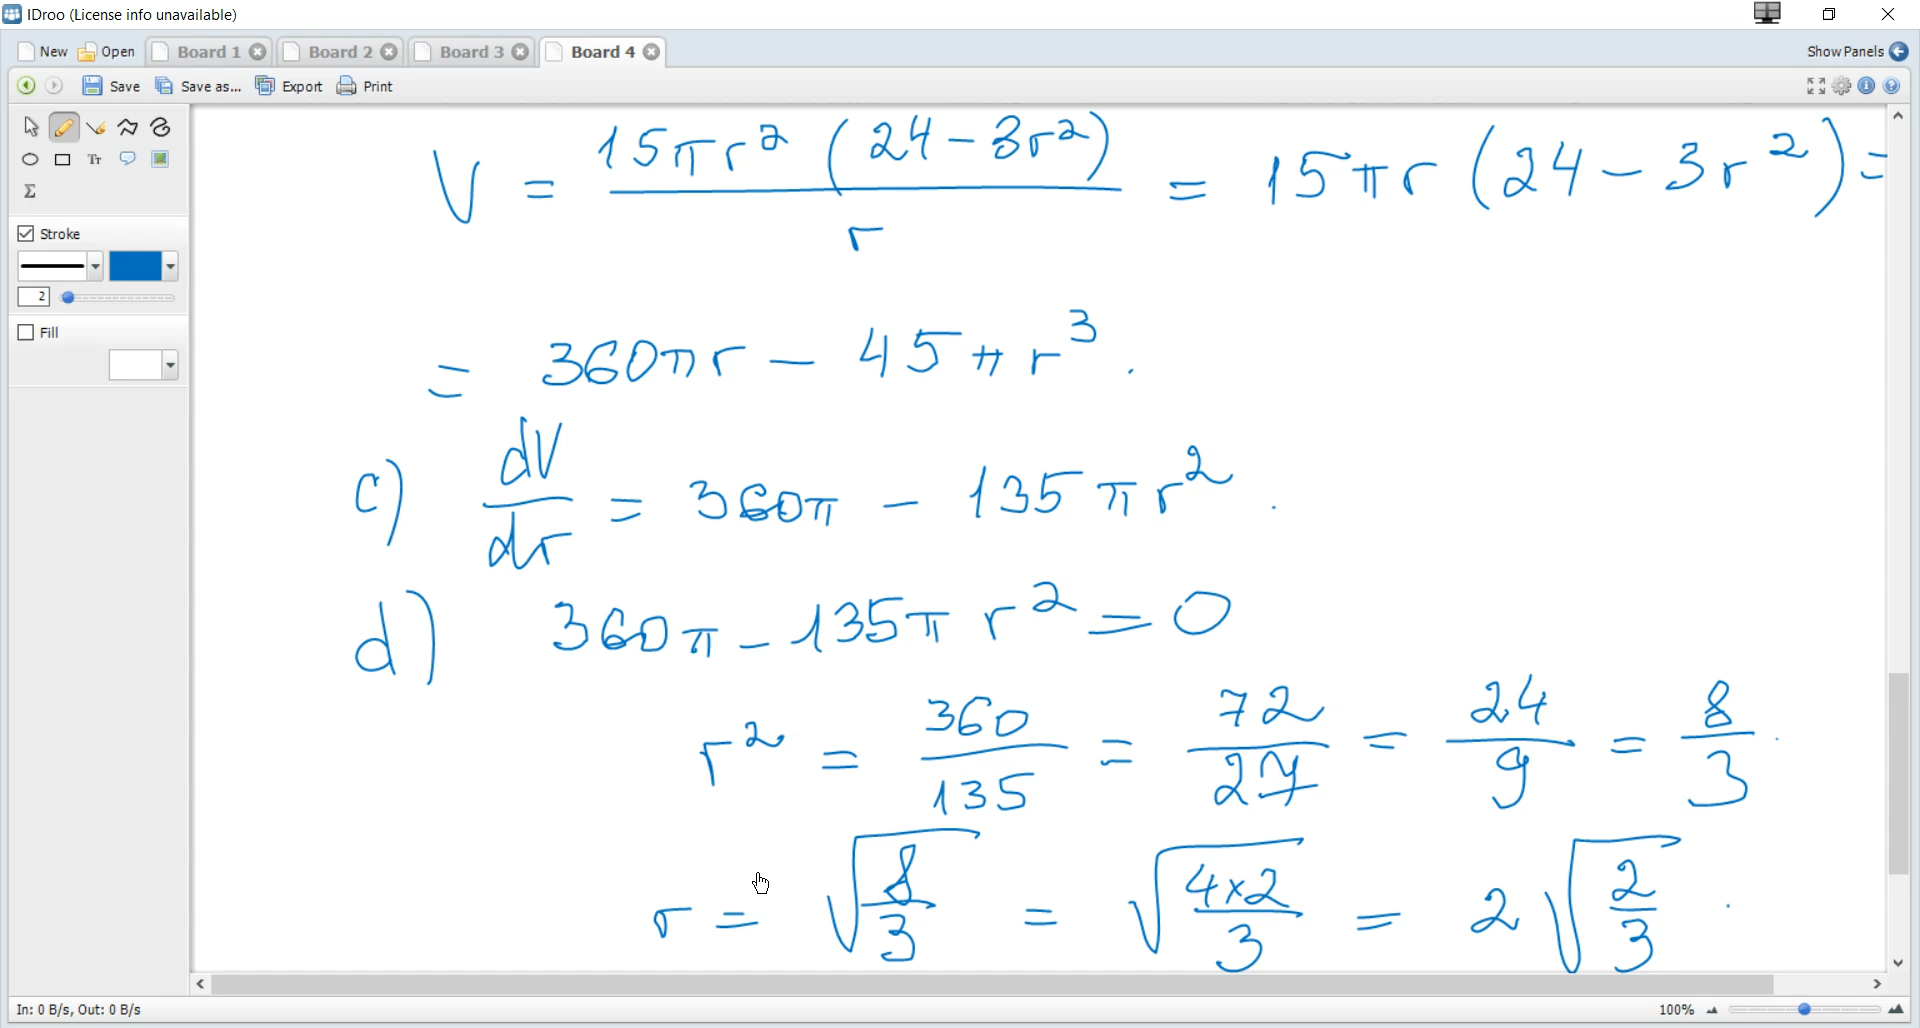 IDroo (License info unavailable)
New Open Board 1 Board 2 Board 3 Board 4 Show Panels
Save Save as... Export Print
Tt
Σ
Stroke
2
Fill
V = 15πr² (24 - 3r²) / r = 15πr (24 - 3r²) =
= 360πr - 45πr³.
c) dV/dr = 360π - 135πr².
d) 360π - 135πr² = 0
r² = 360/135 = 72/27 = 24/9 = 8/3.
r = √(8/3) = √(4×2/3) = 2√(2/3).
In: 0 B/s, Out: 0 B/s 100%